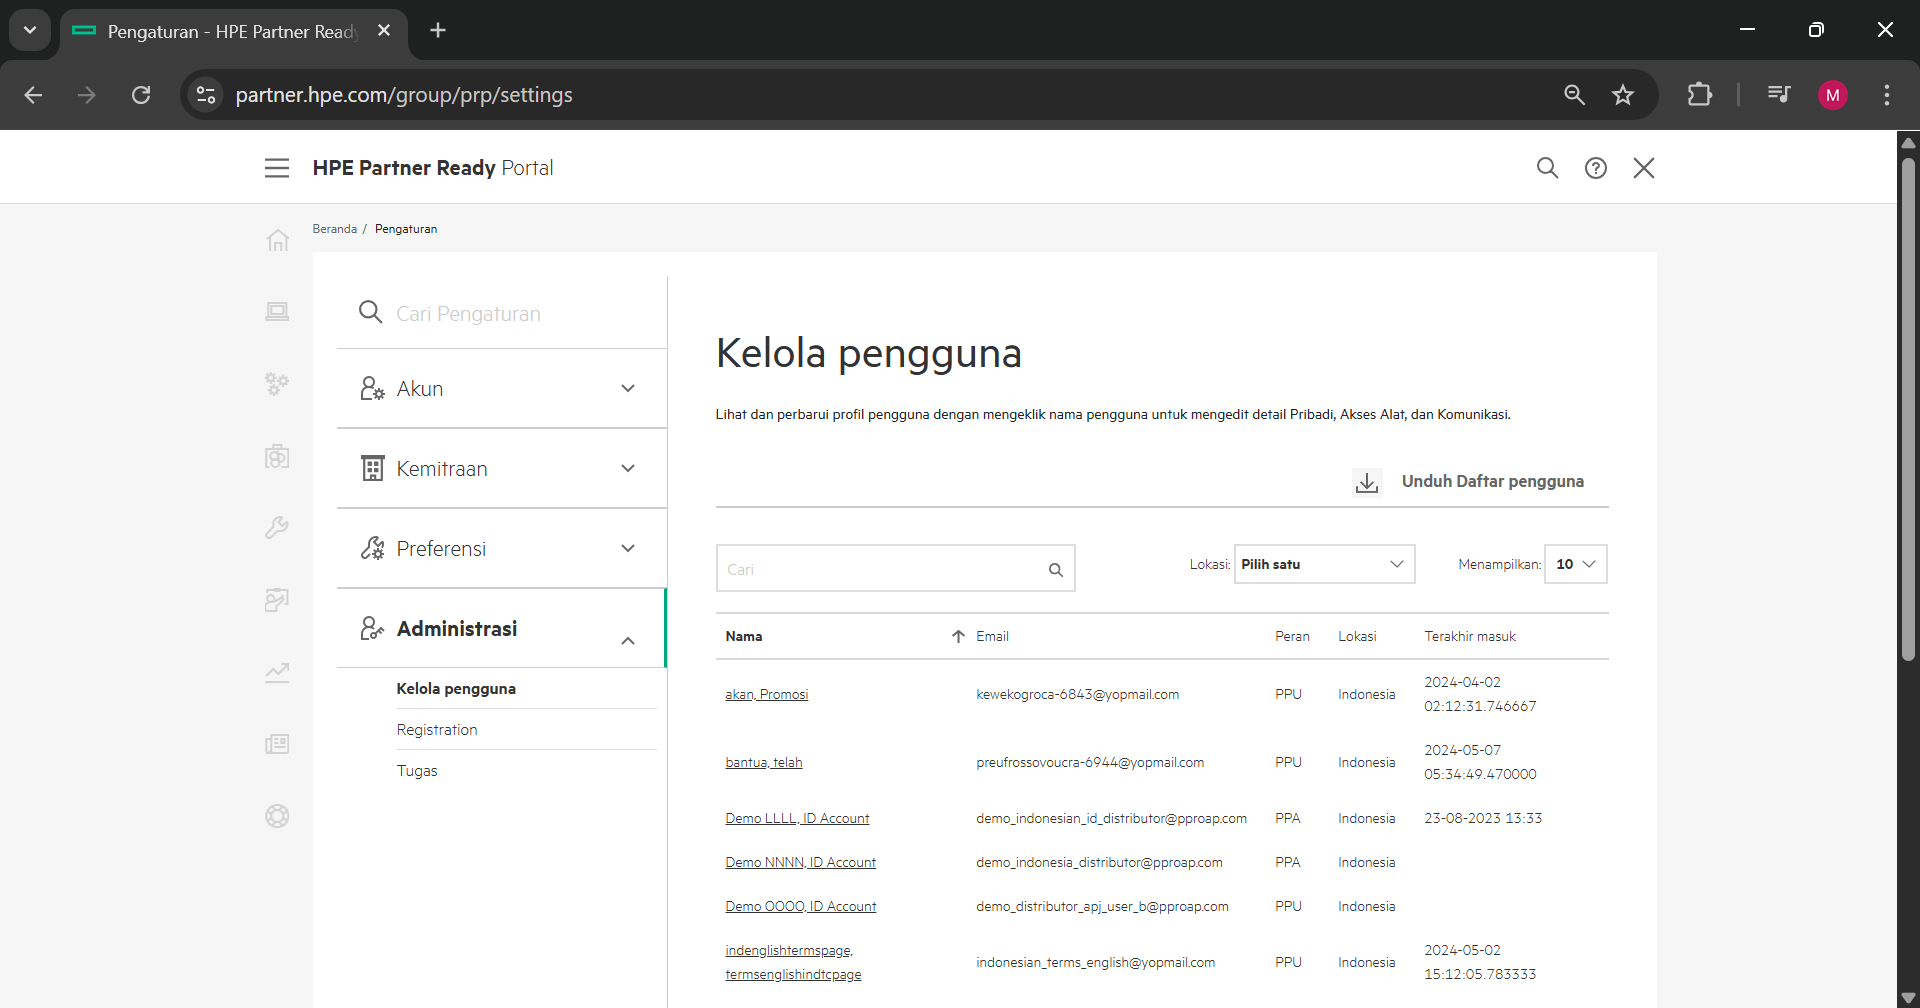 Pengaturan - HPE Partner Read
partner.hpe.com/group/prp/settings
M
HPE Partner Ready Portal
Beranda / Pengaturan
Cari Pengaturan
Akun
Kemitraan
Preferensi
Administrasi
Kelola pengguna
Registration
Tugas
Kelola pengguna
Lihat dan perbarui profil pengguna dengan mengeklik nama pengguna untuk mengedit detail Pribadi, Akses Alat, dan Komunikasi.
Unduh Daftar pengguna
Cari
Lokasi: Pilih satu
Menampilkan: 10
Nama Email Peran Lokasi Terakhir masuk
akan, Promosi kewekogroca-6843@yopmail.com PPU Indonesia 2024-04-02
02:12:31.746667
bantua, telah preufrossovoucra-6944@yopmail.com PPU Indonesia 2024-05-07
05:34:49.470000
Demo LLLL, ID Account demo_indonesian_id_distributor@pproap.com PPA Indonesia 23-08-2023 13:33
Demo NNNN, ID Account demo_indonesia_distributor@pproap.com PPA Indonesia
Demo OOOO, ID Account demo_distributor_apj_user_b@pproap.com PPU Indonesia
indenglishtermspage,
termsenglishindtcpage indonesian_terms_english@yopmail.com PPU Indonesia 2024-05-02
15:12:05.783333